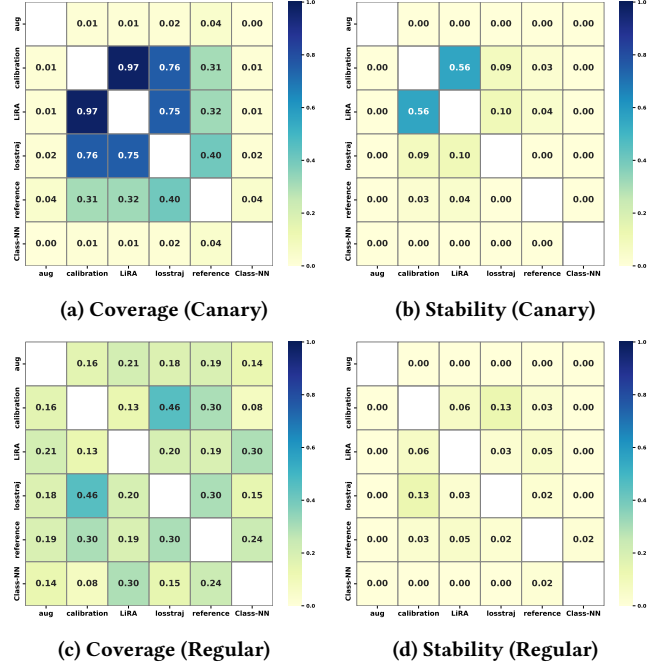 aug 0.01 0.01 0.02 0.04 0.00
calibration 0.01 0.97 0.76 0.31 0.01
LiRA 0.01 0.97 0.75 0.32 0.01
losstraj 0.02 0.76 0.75 0.40 0.02
reference 0.04 0.31 0.32 0.40 0.04
Class-NN 0.00 0.01 0.01 0.02 0.04
aug calibration LiRA losstraj reference Class-NN
1.0
0.8
0.6
0.4
0.2
0.0
(a) Coverage (Canary)
aug 0.00 0.00 0.00 0.00 0.00
calibration 0.00 0.56 0.09 0.03 0.00
LiRA 0.00 0.56 0.10 0.04 0.00
losstraj 0.00 0.09 0.10 0.00 0.00
reference 0.00 0.03 0.04 0.00 0.00
Class-NN 0.00 0.00 0.00 0.00 0.00
aug calibration LiRA losstraj reference Class-NN
1.0
0.8
0.6
0.4
0.2
0.0
(b) Stability (Canary)
aug 0.16 0.21 0.18 0.19 0.14
calibration 0.16 0.13 0.46 0.30 0.08
LiRA 0.21 0.13 0.20 0.19 0.30
losstraj 0.18 0.46 0.20 0.30 0.15
reference 0.19 0.30 0.19 0.30 0.24
Class-NN 0.14 0.08 0.30 0.15 0.24
aug calibration LiRA losstraj reference Class-NN
1.0
0.8
0.6
0.4
0.2
0.0
(c) Coverage (Regular)
aug 0.00 0.00 0.00 0.00 0.00
calibration 0.00 0.06 0.13 0.03 0.00
LiRA 0.00 0.06 0.03 0.05 0.00
losstraj 0.00 0.13 0.03 0.02 0.00
reference 0.00 0.03 0.05 0.02 0.02
Class-NN 0.00 0.00 0.00 0.00 0.02
aug calibration LiRA losstraj reference Class-NN
1.0
0.8
0.6
0.4
0.2
0.0
(d) Stability (Regular)